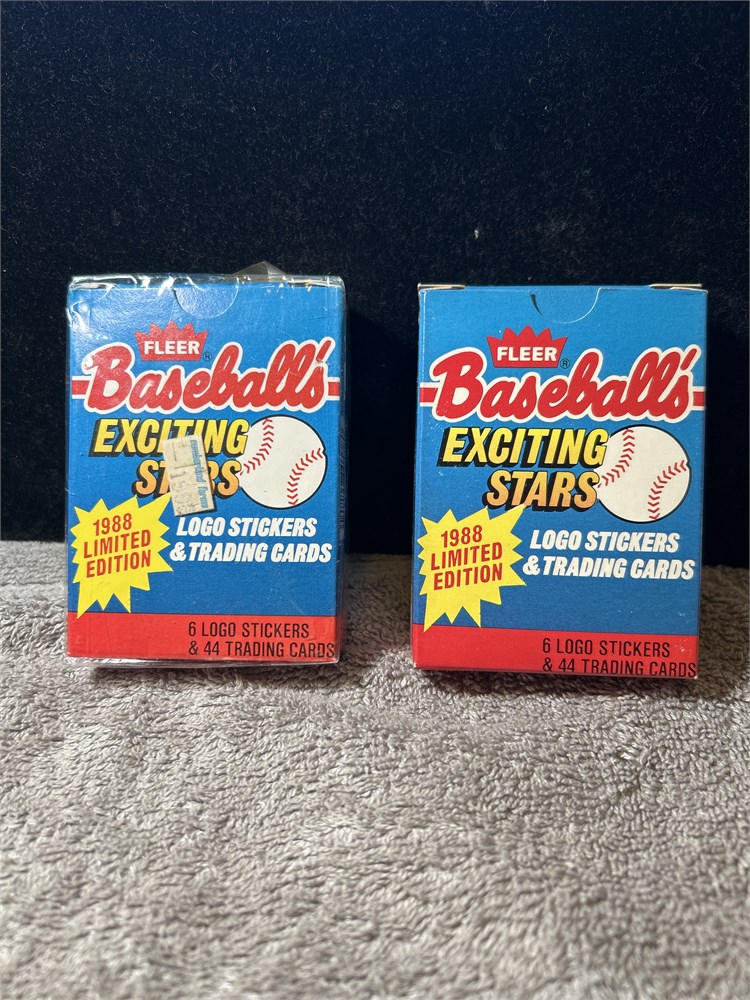 FLEER®
Baseball's
EXCITING
STARS
1988
LIMITED
EDITION
LOGO STICKERS
& TRADING CARDS
6 LOGO STICKERS
& 44 TRADING CARDS
FLEER®
Baseball's
EXCITING
STARS
1988
LIMITED
EDITION
LOGO STICKERS
& TRADING CARDS
6 LOGO STICKERS
& 44 TRADING CARDS